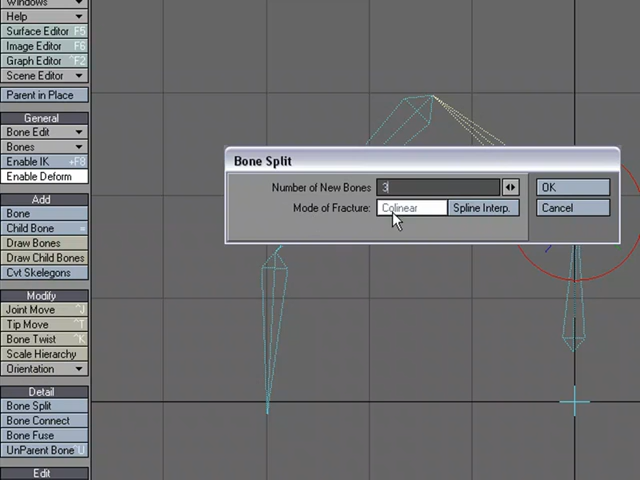 Windows
Help
Surface Editor F5
Image Editor F6
Graph Editor ^F2
Scene Editor
Parent in Place
General
Bone Edit
Bones
Enable IK +F8
Enable Deform
Add
Bone
Child Bone =
Draw Bones
Draw Child Bones
Cvt Skelegons
Modify
Joint Move ^J
Tip Move ^T
Bone Twist ^K
Scale Hierarchy
Orientation
Detail
Bone Split
Bone Connect
Bone Fuse
UnParent Bone ^U
Edit
Bone Split
Number of New Bones 3
OK
Mode of Fracture: Colinear Spline Interp.
Cancel